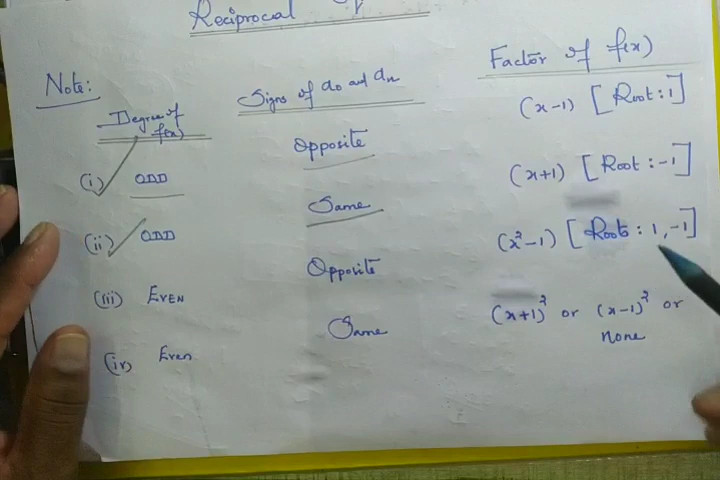 Reciprocal
Note:
Degree of f(x) Signs of a₀ and aₙ Factor of f(x)
(i) ODD Opposite (x-1) [Root: 1]
(ii) ODD Same (x+1) [Root: -1]
(iii) EVEN Opposite (x²-1) [Roots: 1, -1]
(iv) Even Same (x+1)² or (x-1)² or
none